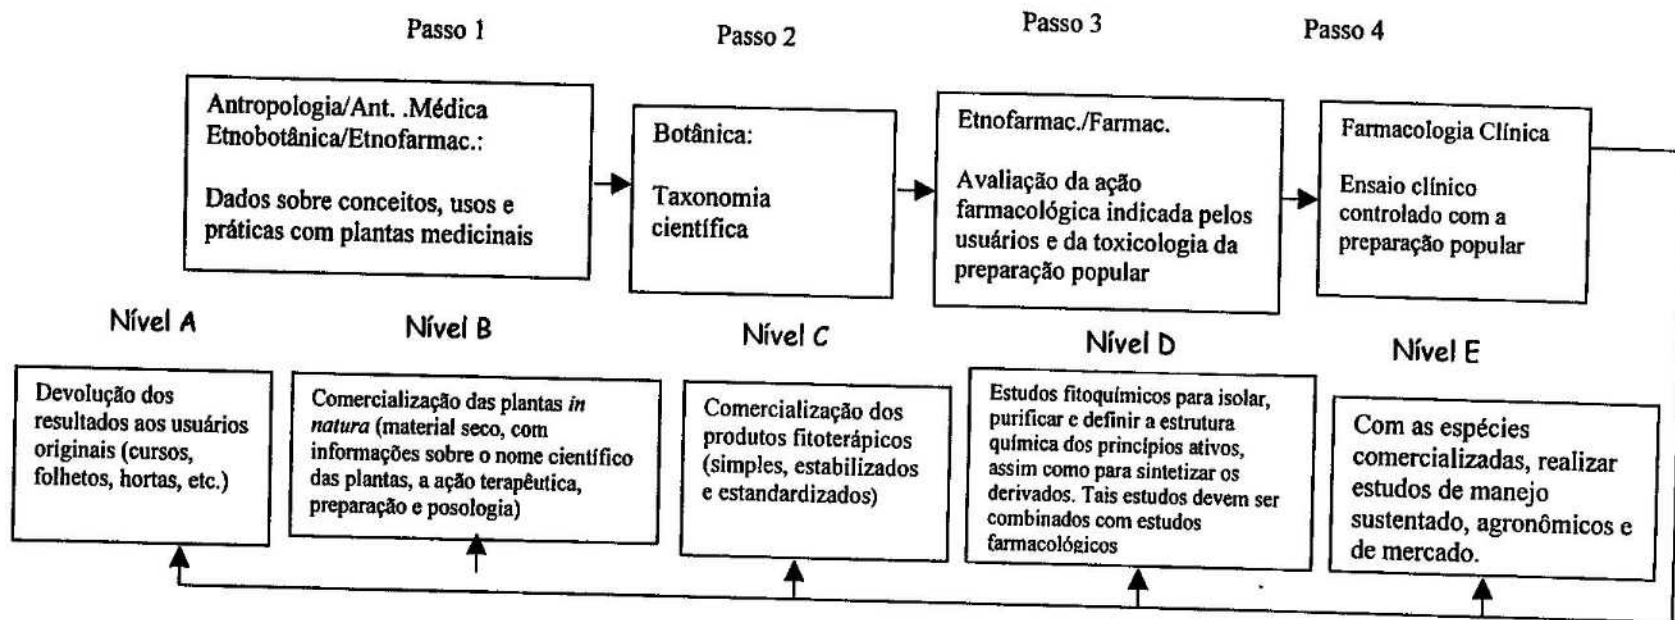 Passo 1
Passo 2
Passo 3
Passo 4
Antropologia/Ant. .Médica
Etnobotânica/Etnofarmac.:
Dados sobre conceitos, usos e
práticas com plantas medicinais
Botânica:
Taxonomia
científica
Etnofarmac./Farmac.
Avaliação da ação
farmacológica indicada pelos
usuários e da toxicologia da
preparação popular
Farmacologia Clínica
Ensaio clínico
controlado com a
preparação popular
Nível A
Nível B
Nível C
Nível D
Nível E
Devolução dos
resultados aos usuários
originais (cursos,
folhetos, hortas, etc.)
Comercialização das plantas in
natura (material seco, com
informações sobre o nome científico
das plantas, a ação terapêutica,
preparação e posologia)
Comercialização dos
produtos fitoterápicos
(simples, estabilizados
e estandardizados)
Estudos fitoquímicos para isolar,
purificar e definir a estrutura
química dos princípios ativos,
assim como para sintetizar os
derivados. Tais estudos devem ser
combinados com estudos
farmacológicos
Com as espécies
comercializadas, realizar
estudos de manejo
sustentado, agronômicos e
de mercado.